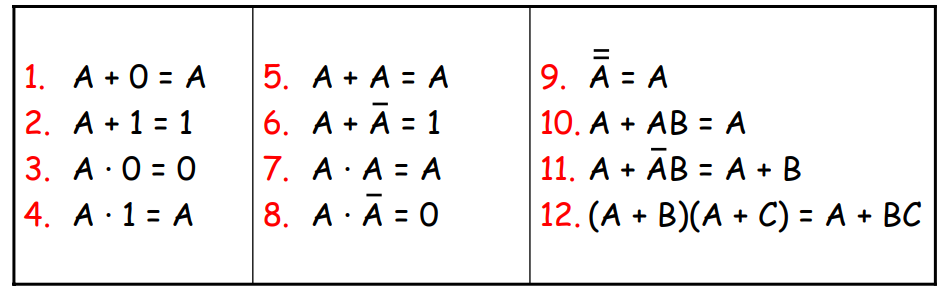 1. A + 0 = A
2. A + 1 = 1
3. A · 0 = 0
4. A · 1 = A
5. A + A = A
6. A + A̅ = 1
7. A · A = A
8. A · A̅ = 0
9. A̿ = A
10. A + AB = A
11. A + A̅B = A + B
12. (A + B)(A + C) = A + BC